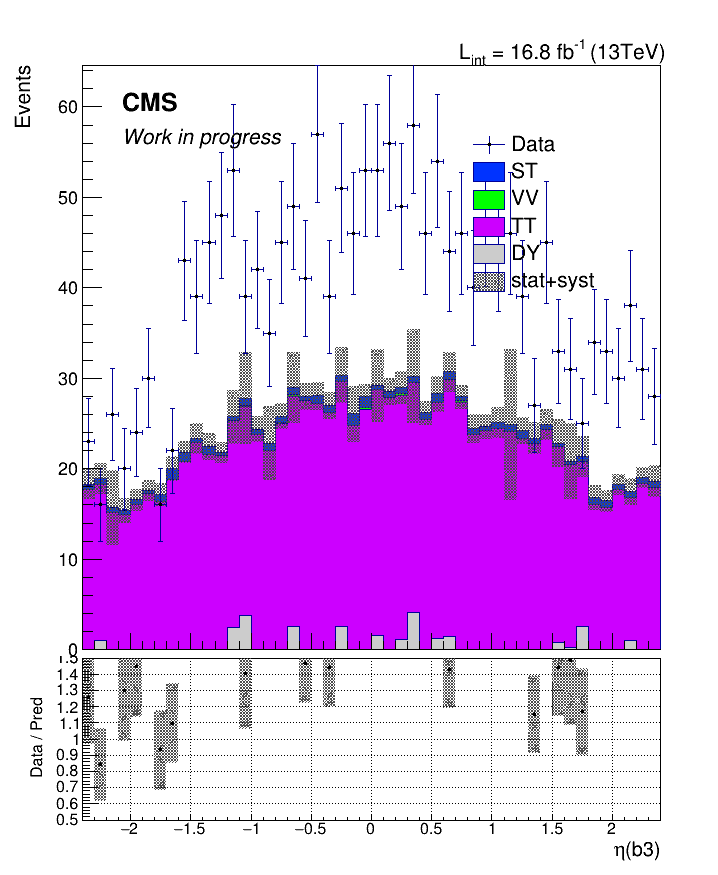 L_int = 16.8 fb⁻¹ (13TeV)
Events
CMS
Work in progress
Data
ST
VV
TT
DY
stat+syst
60
50
40
30
20
10
0
Data / Pred
1.5
1.4
1.3
1.2
1.1
1
0.9
0.8
0.7
0.6
0.5
−2 −1.5 −1 −0.5 0 0.5 1 1.5 2
η(b3)